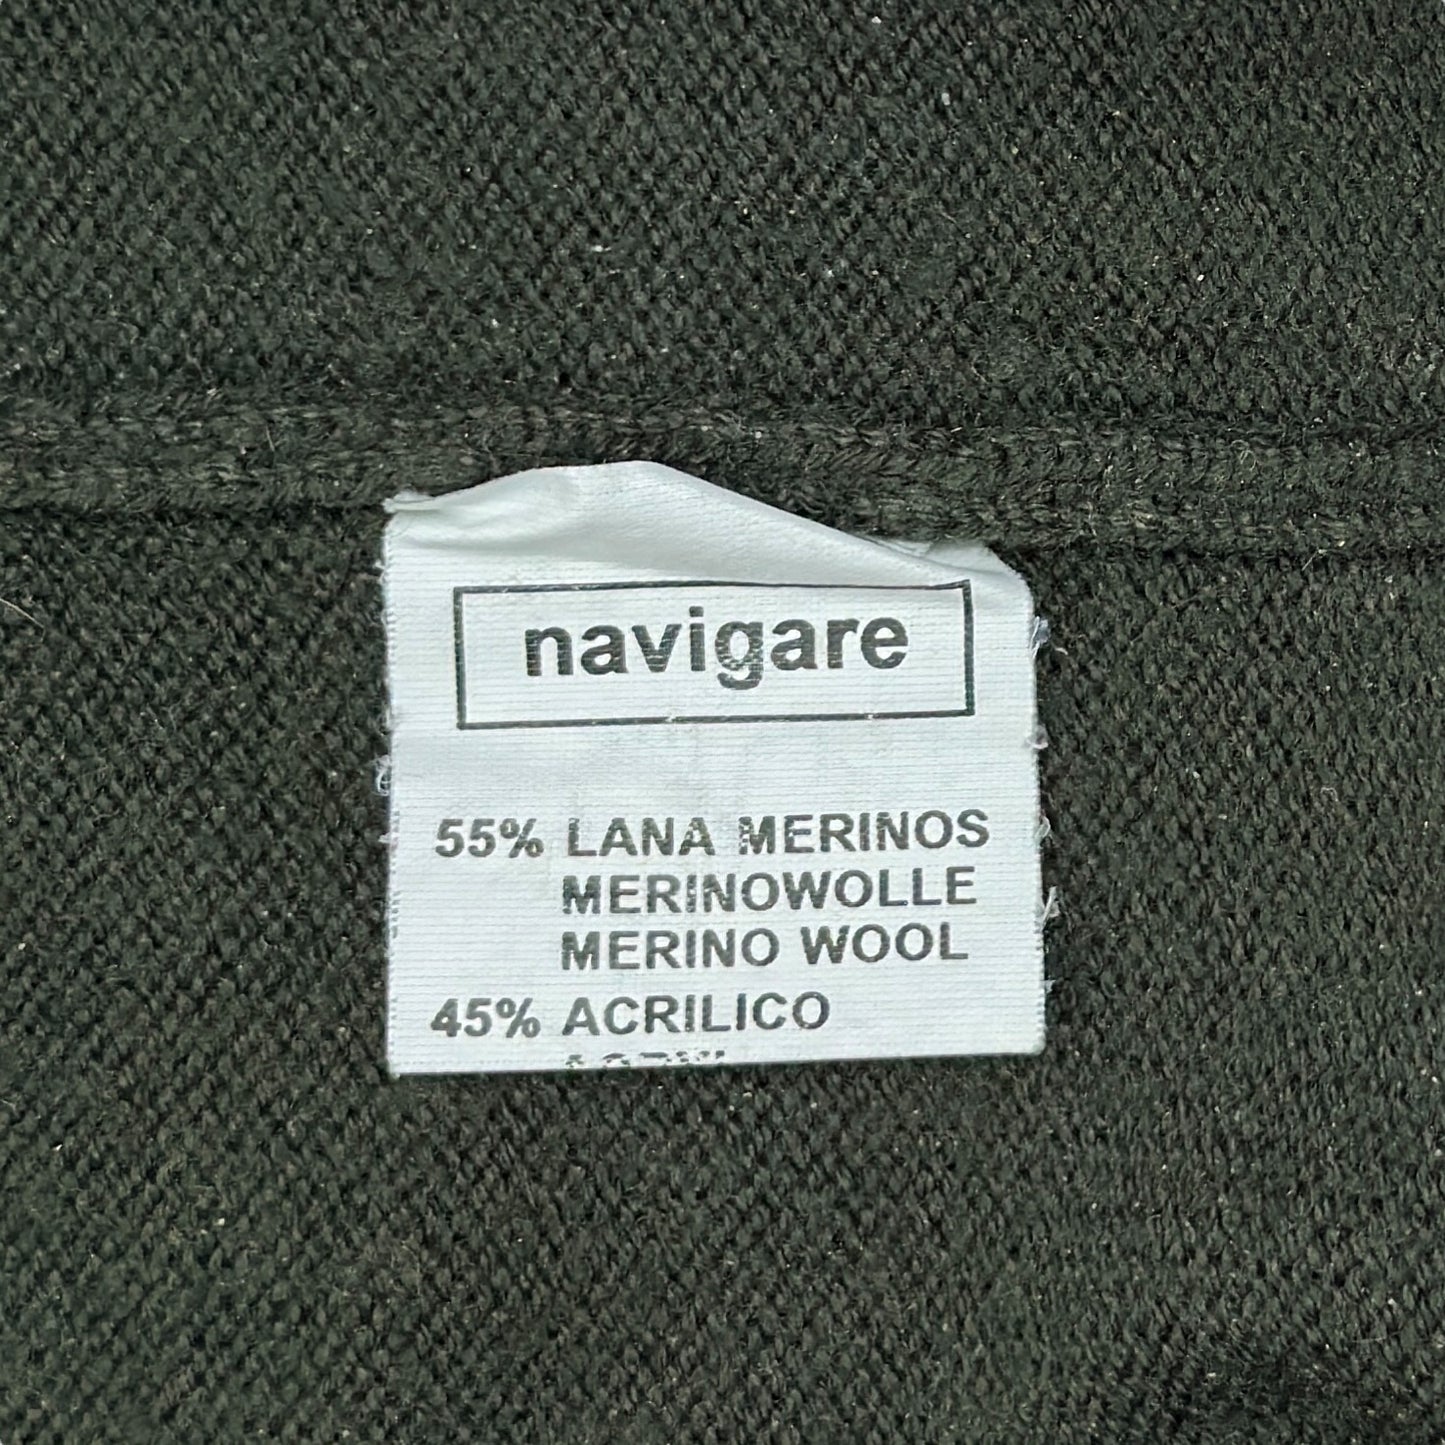 navigare
55% LANA MERINOS
MERINOWOLLE
MERINO WOOL
45% ACRILICO